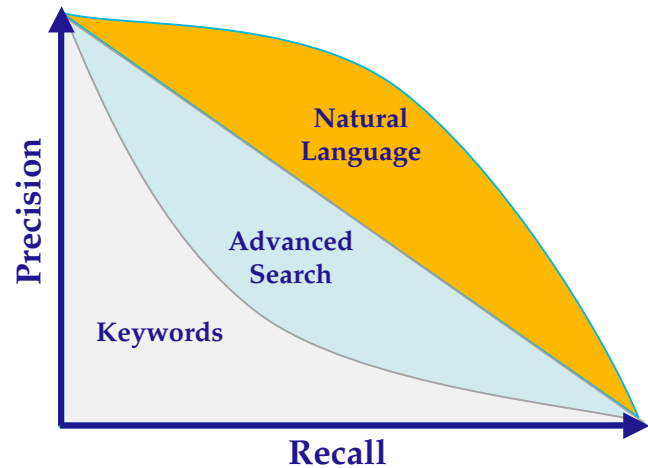 Natural
Language
Precision
Advanced
Search
Keywords
Recall